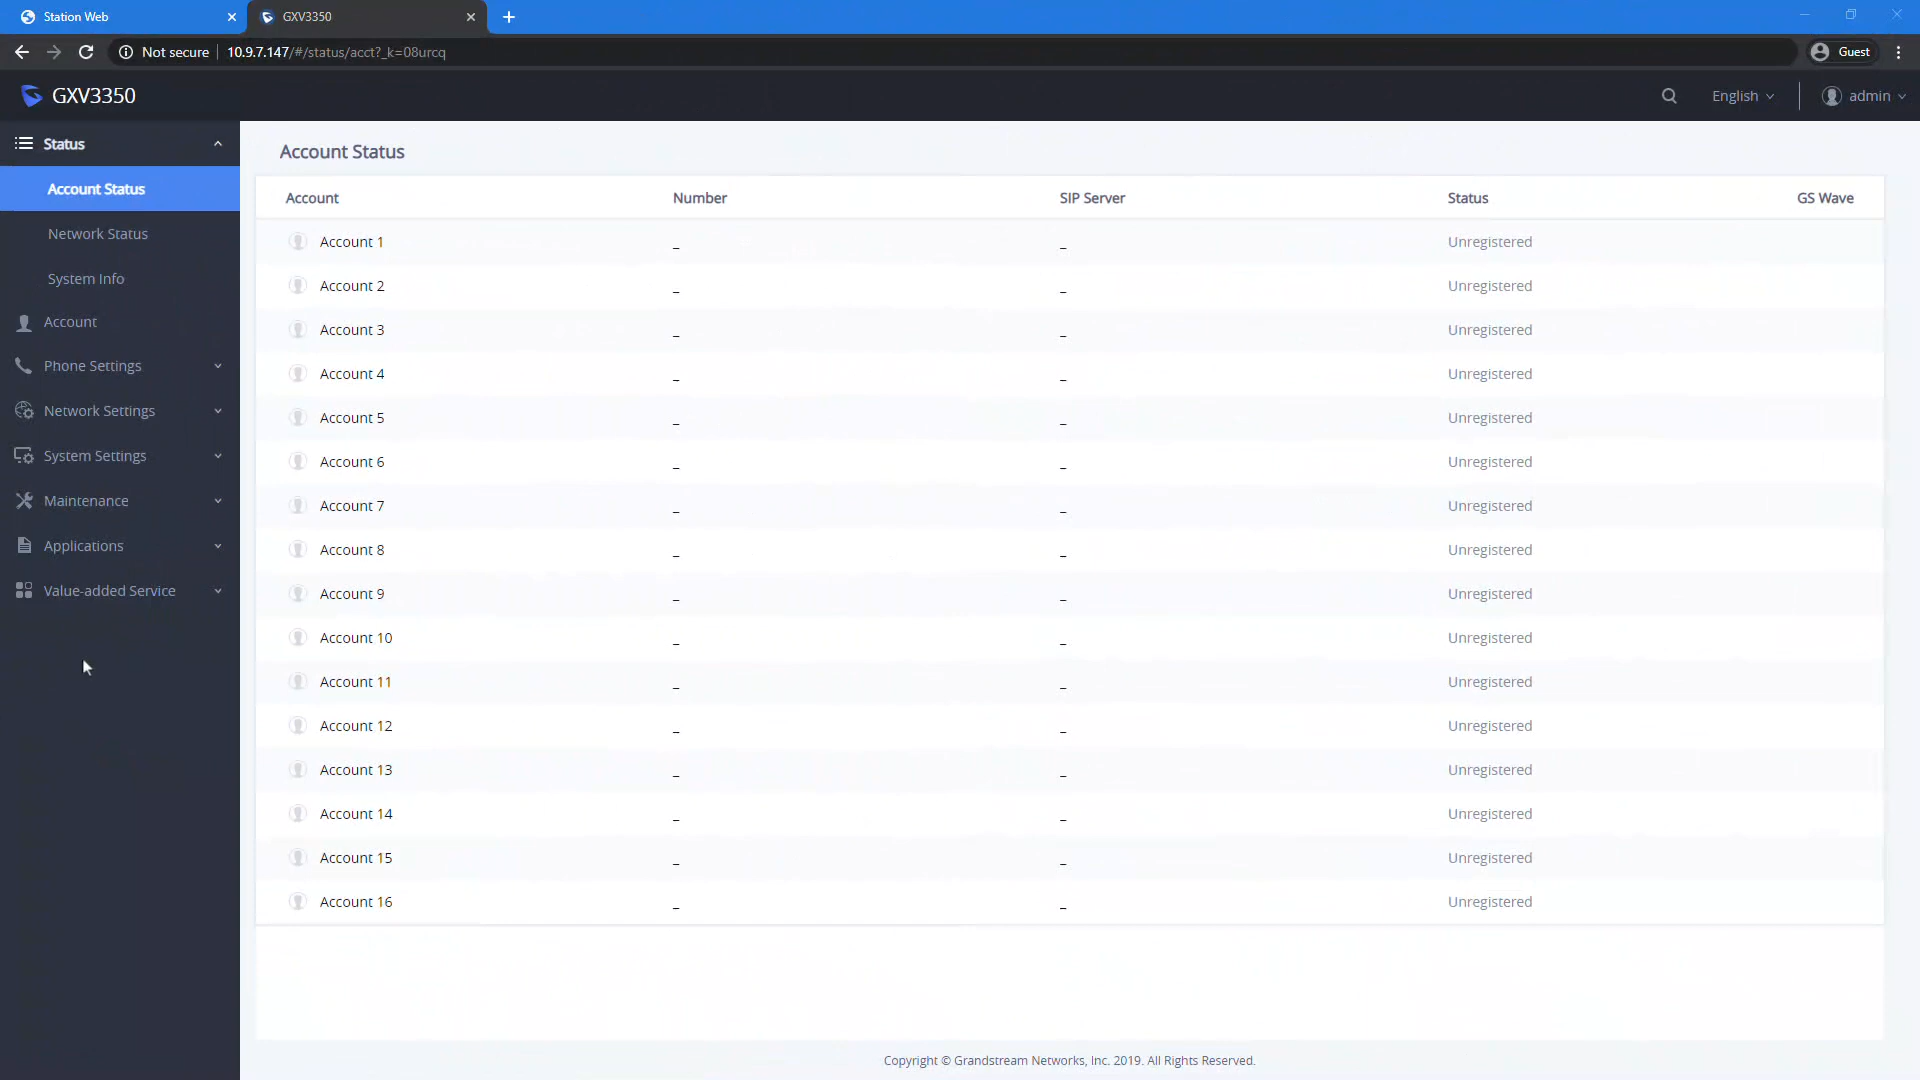 Station Web
GXV3350
Not secure
10.9.7.147/#/status/acct?_k=08urcq
Guest
GXV3350
English
admin
Status
Account Status
Network Status
System Info
Account
Phone Settings
Network Settings
System Settings
Maintenance
Applications
Value-added Service
Account Status
Account Number SIP Server Status GS Wave
Account 1 _ _ Unregistered
Account 2 _ _ Unregistered
Account 3 _ _ Unregistered
Account 4 _ _ Unregistered
Account 5 _ _ Unregistered
Account 6 _ _ Unregistered
Account 7 _ _ Unregistered
Account 8 _ _ Unregistered
Account 9 _ _ Unregistered
Account 10 _ _ Unregistered
Account 11 _ _ Unregistered
Account 12 _ _ Unregistered
Account 13 _ _ Unregistered
Account 14 _ _ Unregistered
Account 15 _ _ Unregistered
Account 16 _ _ Unregistered
Copyright © Grandstream Networks, Inc. 2019. All Rights Reserved.